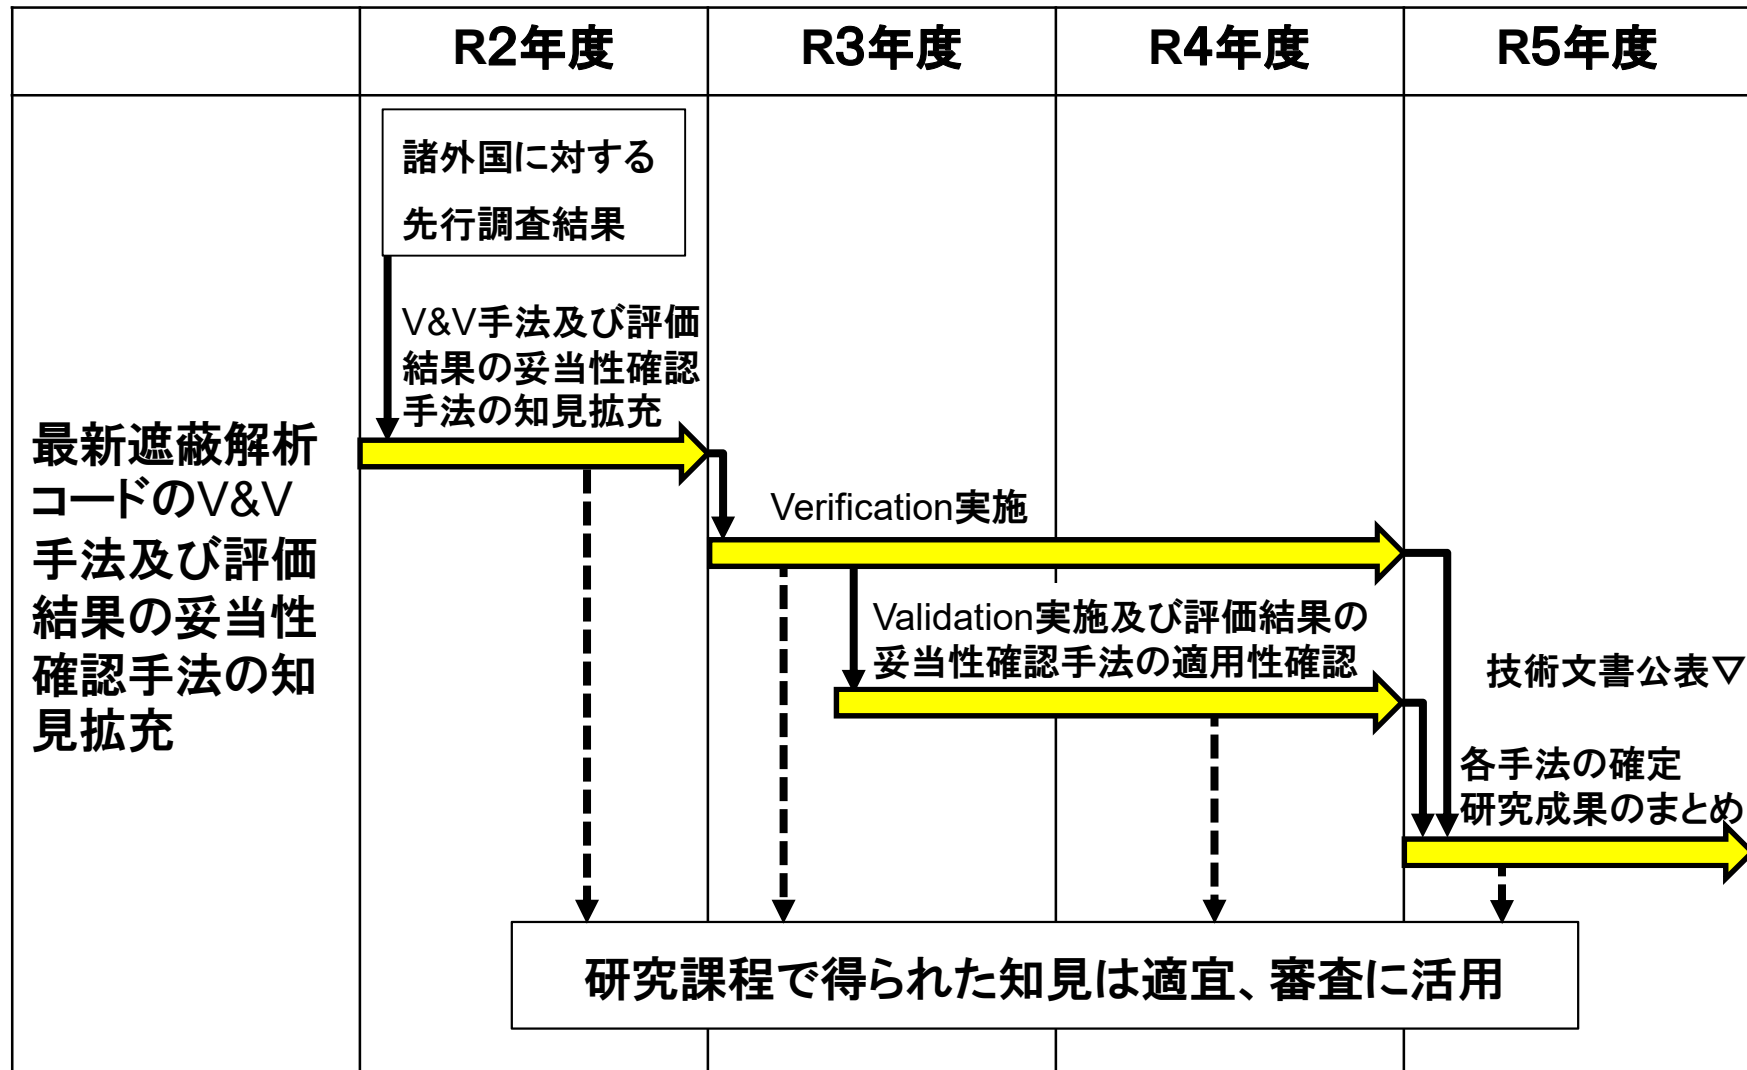 R2年度
R3年度
R4年度
R5年度
最新遮蔽解析
コードのV&V
手法及び評価
結果の妥当性
確認手法の知
見拡充
諸外国に対する
先行調査結果
V&V手法及び評価
結果の妥当性確認
手法の知見拡充
Verification実施
Validation実施及び評価結果の
妥当性確認手法の適用性確認
技術文書公表▽
各手法の確定
研究成果のまとめ
研究課程で得られた知見は適宜、審査に活用